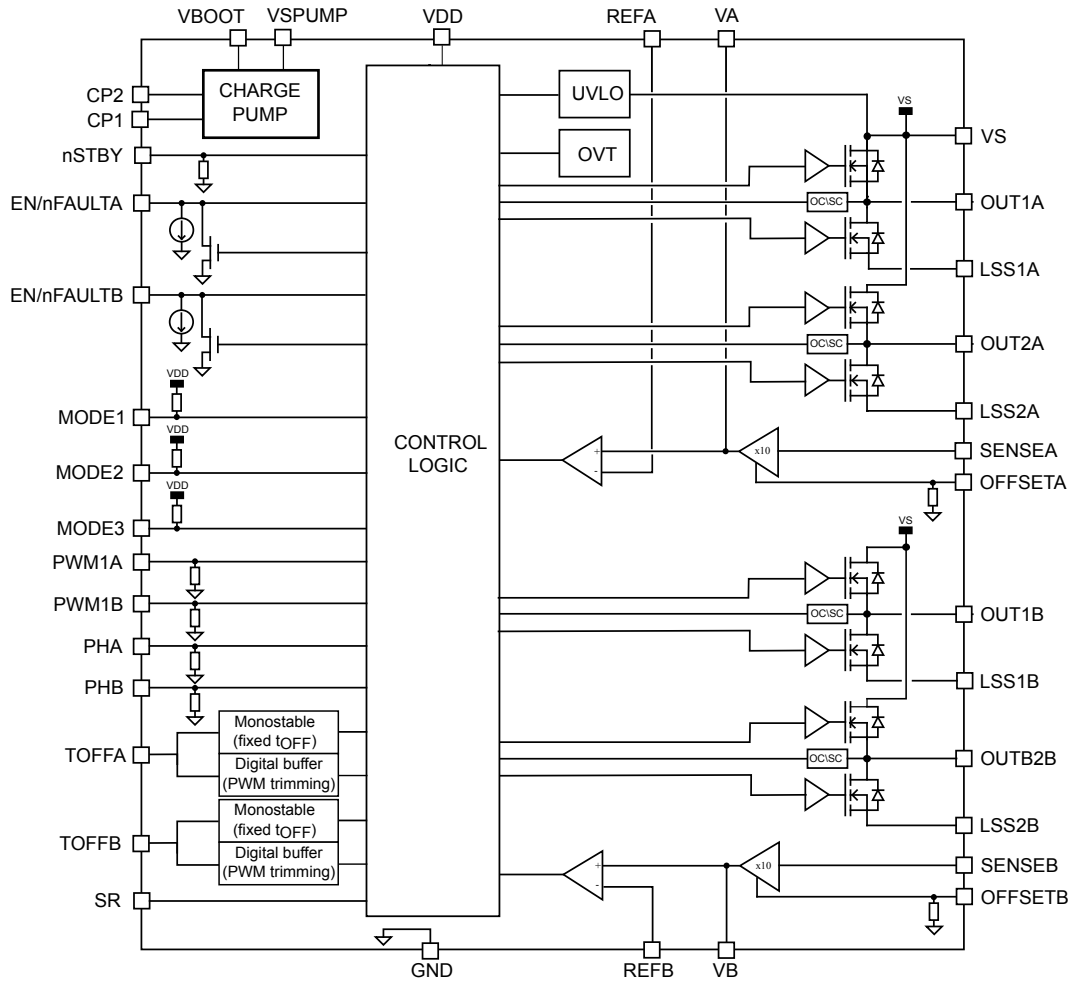 VBOOT VSPUMP VDD REFA VA
CP2
CP1
CHARGE
PUMP
nSTBY
EN/nFAULTA
EN/nFAULTB
VDD
MODE1
VDD
MODE2
VDD
MODE3
PWM1A
PWM1B
PHA
PHB
TOFFA
Monostable
(fixed tOFF)
Digital buffer
(PWM trimming)
TOFFB
Monostable
(fixed tOFF)
Digital buffer
(PWM trimming)
SR
CONTROL
LOGIC
UVLO
OVT
VS
VS
OC\SC
OUT1A
LSS1A
OC\SC
OUT2A
LSS2A
+
-
x10
SENSEA
OFFSETA
VS
OC\SC
OUT1B
LSS1B
OC\SC
OUTB2B
LSS2B
+
-
x10
SENSEB
OFFSETB
GND REFB VB